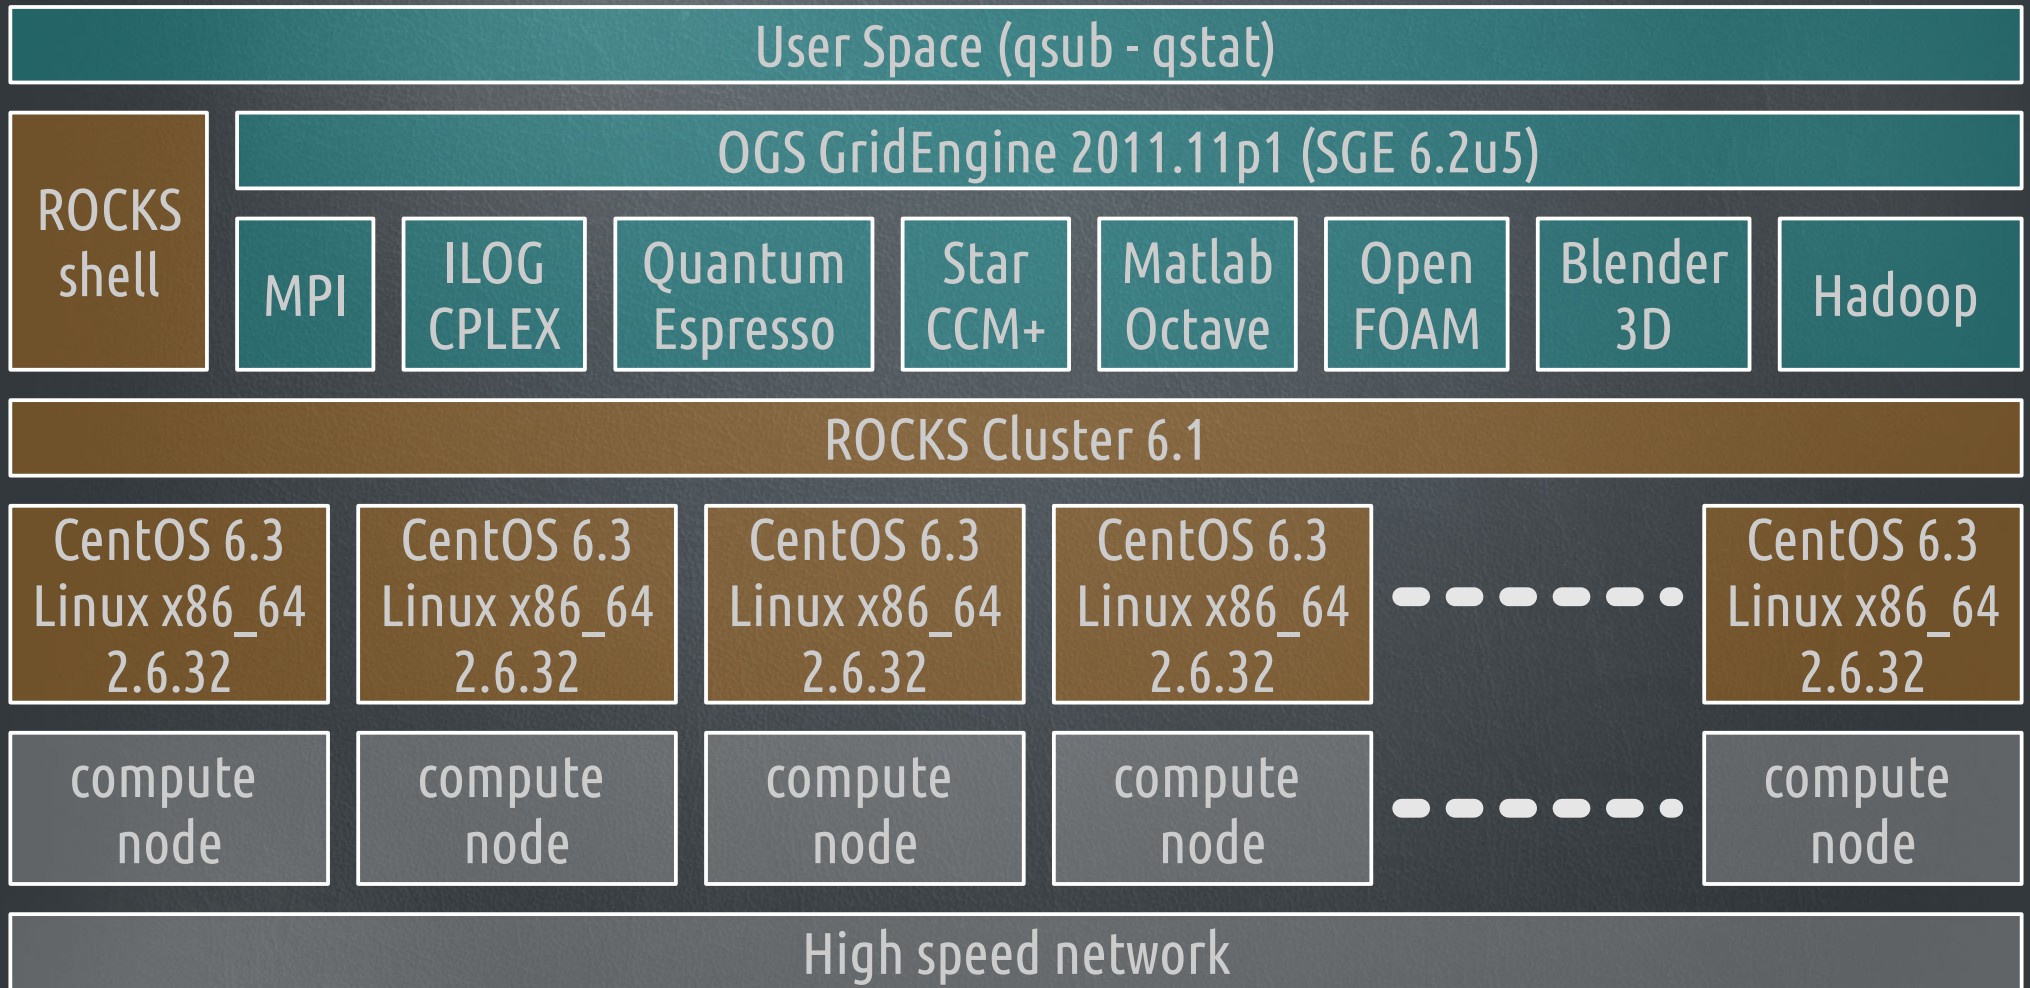 User Space (qsub - qstat)
OGS GridEngine 2011.11p1 (SGE 6.2u5)
ROCKS
shell
MPI
ILOG
CPLEX
Quantum
Espresso
Star
CCM+
Matlab
Octave
Open
FOAM
Blender
3D
Hadoop
ROCKS Cluster 6.1
CentOS 6.3
Linux x86_64
2.6.32
CentOS 6.3
Linux x86_64
2.6.32
CentOS 6.3
Linux x86_64
2.6.32
CentOS 6.3
Linux x86_64
2.6.32
CentOS 6.3
Linux x86_64
2.6.32
compute
node
compute
node
compute
node
compute
node
compute
node
High speed network